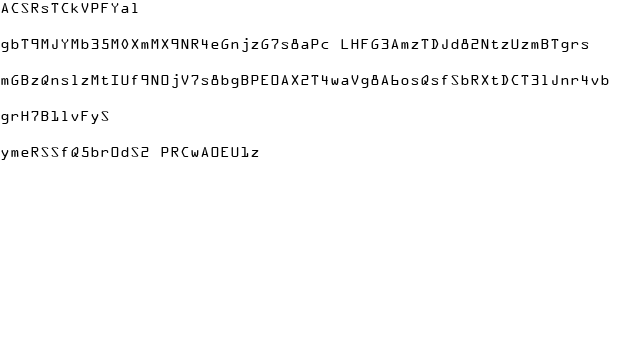 ACSRsTCkVPFYal
gbT9MJYMb35M0XmMX9NR4eGnjzG7s8aPc LHFG3AmzTDJd82NtzUzmBTgrs
mGBzQnslzMtIUf9NOjV7s8bgBPEOAX2T4waVg8A6osQsfSbRXtDCT3lJnr4vb
grH7B1lvFyS
ymeRSSfQ5brOdS2 PRCwAOEU1z